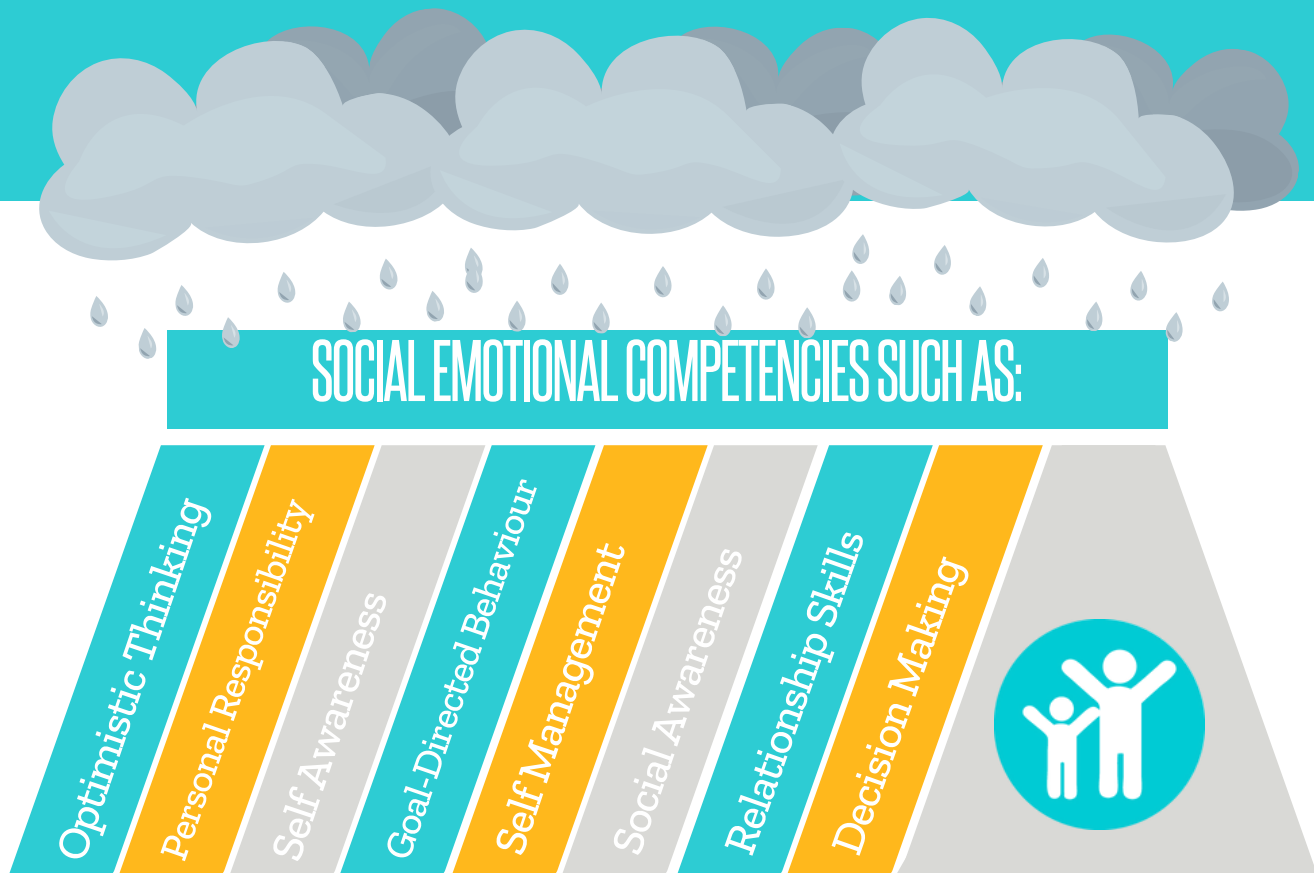 SOCIAL EMOTIONAL COMPETENCIES SUCH AS:
Optimistic Thinking
Personal Responsibility
Self Awareness
Goal-Directed Behaviour
Self Management
Social Awareness
Relationship Skills
Decision Making